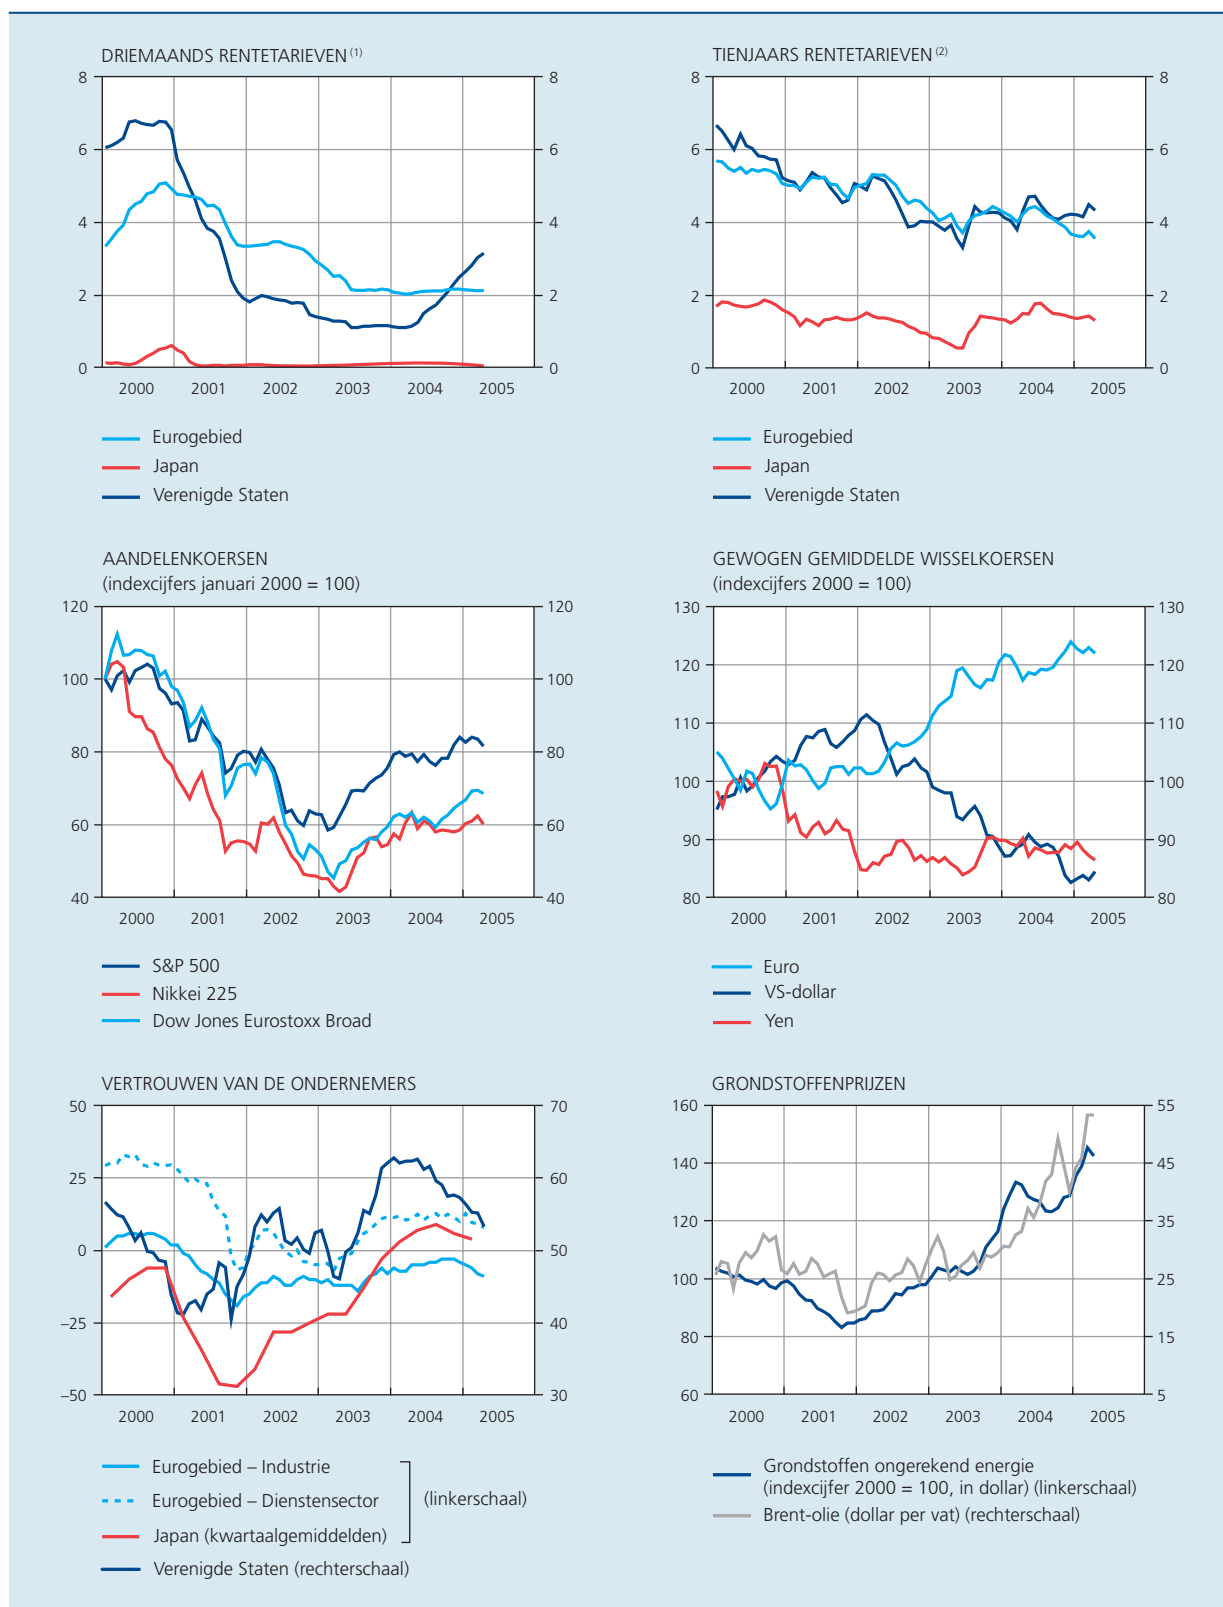 DRIEMAANDS RENTETARIEVEN (1)
8 8
6 6
4 4
2 2
0 0
2000 2001 2002 2003 2004 2005
Eurogebied
Japan
Verenigde Staten
TIENJAARS RENTETARIEVEN (2)
8 8
6 6
4 4
2 2
0 0
2000 2001 2002 2003 2004 2005
Eurogebied
Japan
Verenigde Staten
AANDELENKOERSEN
(indexcijfers januari 2000 = 100)
120 120
100 100
80 80
60 60
40 40
2000 2001 2002 2003 2004 2005
S&P 500
Nikkei 225
Dow Jones Eurostoxx Broad
GEWOGEN GEMIDDELDE WISSELKOERSEN
(indexcijfers 2000 = 100)
130 130
120 120
110 110
100 100
90 90
80 80
2000 2001 2002 2003 2004 2005
Euro
VS-dollar
Yen
VERTROUWEN VAN DE ONDERNEMERS
50 70
25 60
0 50
–25 40
–50 30
2000 2001 2002 2003 2004 2005
Eurogebied – Industrie
Eurogebied – Dienstensector
(linkerschaal)
Japan (kwartaalgemiddelden)
Verenigde Staten (rechterschaal)
GRONDSTOFFENPRIJZEN
160 55
140 45
120 35
100 25
80 15
60 5
2000 2001 2002 2003 2004 2005
Grondstoffen ongerekend energie
(indexcijfer 2000 = 100, in dollar) (linkerschaal)
Brent-olie (dollar per vat) (rechterschaal)